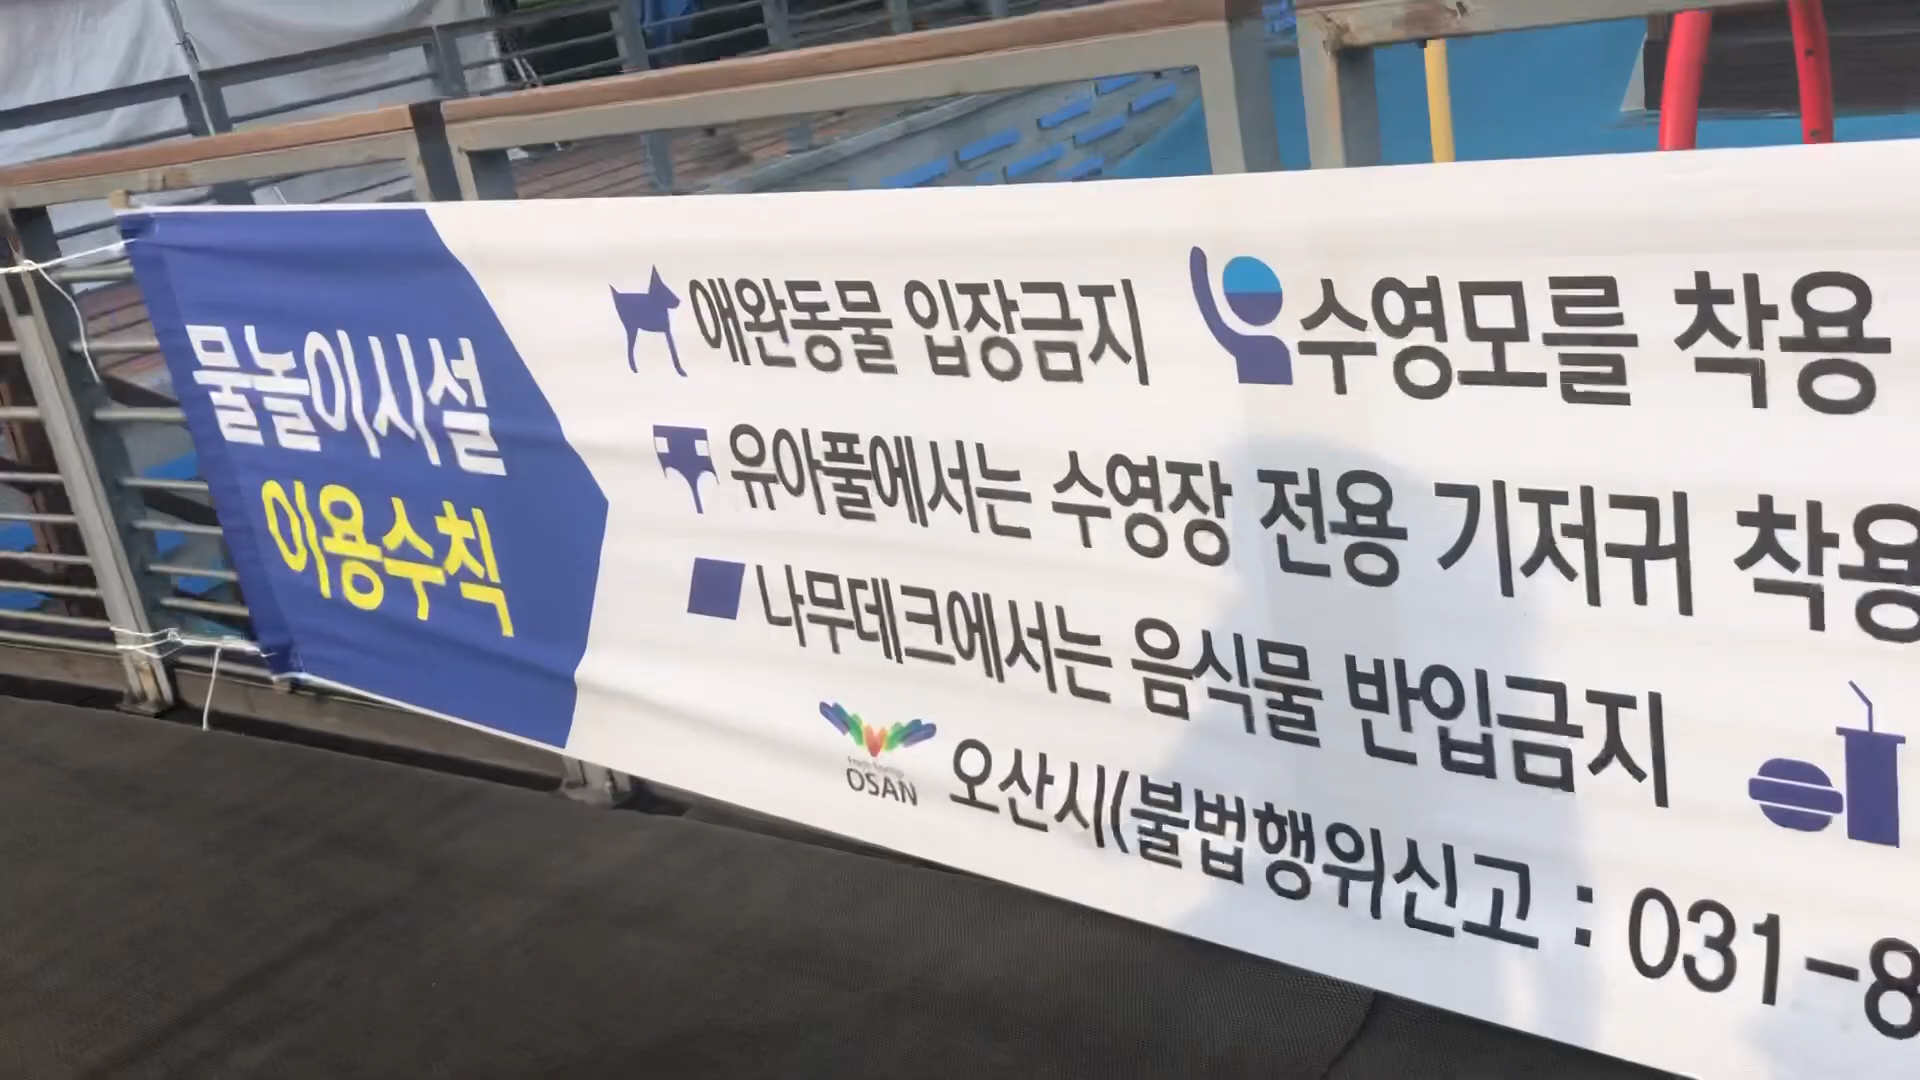 물놀이시설
이용수칙
애완동물 입장금지
수영모를 착용
유아풀에서는 수영장 전용 기저귀 착용
나무데크에서는 음식물 반입금지
OSAN
오산시(불법행위신고 : 031-8